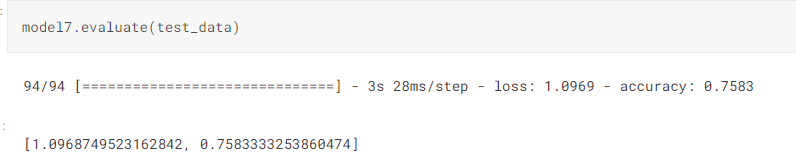 model7.evaluate(test_data)
94/94 [==============================] - 3s 28ms/step - loss: 1.0969 - accuracy: 0.7583
[1.0968749523162842, 0.7583333253860474]